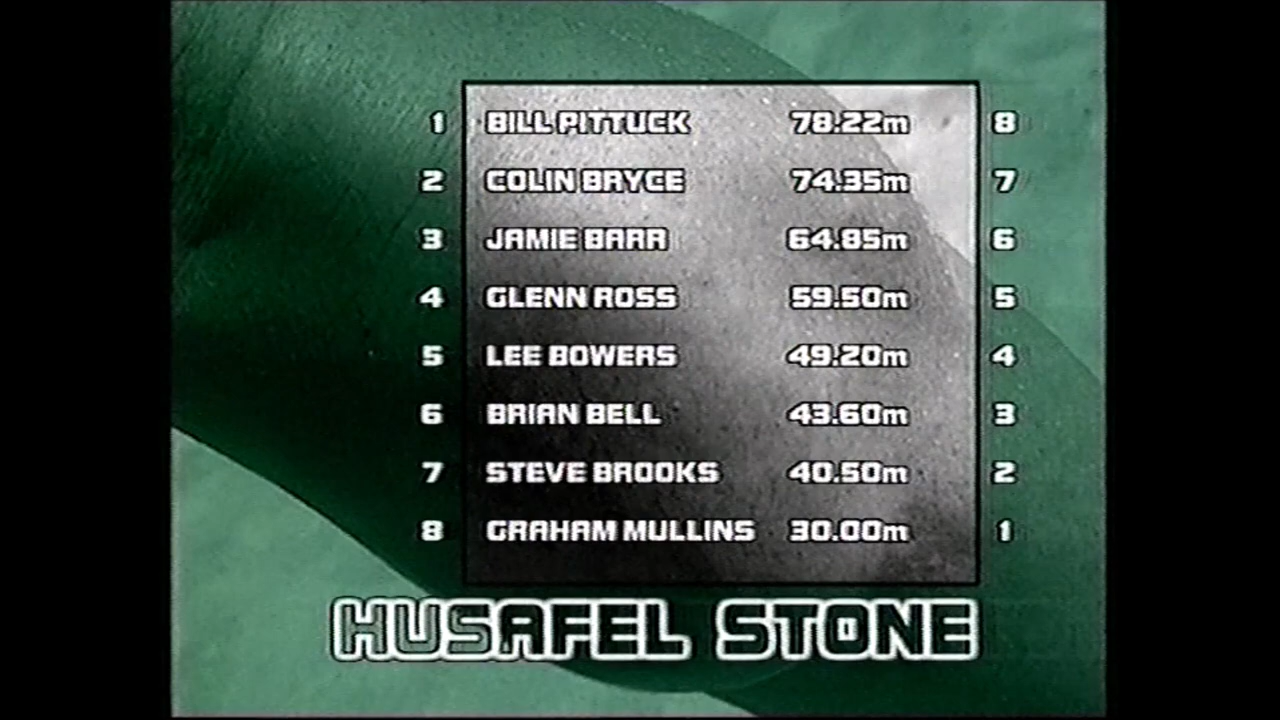 1 BILL PITTUCK 78.22m 8
2 COLIN BRYCE 74.35m 7
3 JAMIE BARR 64.85m 6
4 GLENN ROSS 59.50m 5
5 LEE BOWERS 49.20m 4
6 BRIAN BELL 43.60m 3
7 STEVE BROOKS 40.50m 2
8 GRAHAM MULLINS 30.00m 1
HUSAFEL STONE